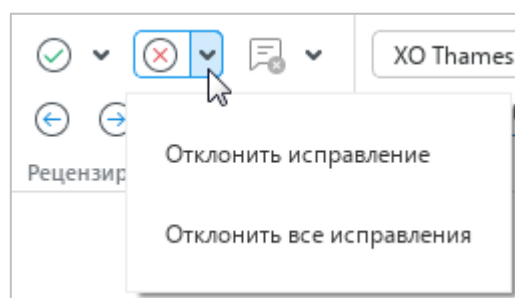 XO Thames
Отклонить исправление
Рецензир
Отклонить все исправления